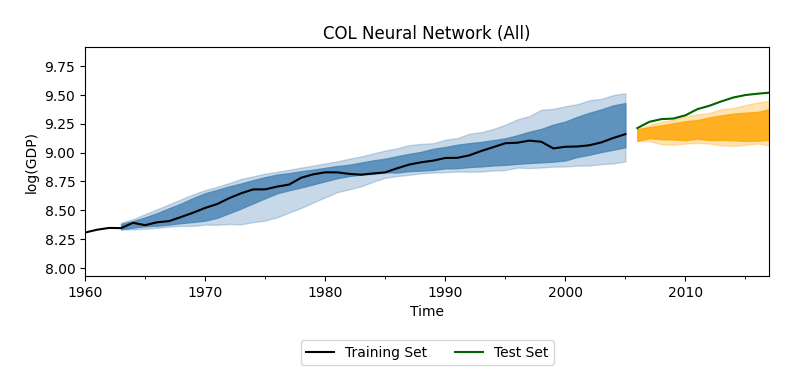 COL Neural Network (All)
log(GDP)
9.75
9.50
9.25
9.00
8.75
8.50
8.25
8.00
1960 1970 1980 1990 2000 2010
Time
Training Set Test Set